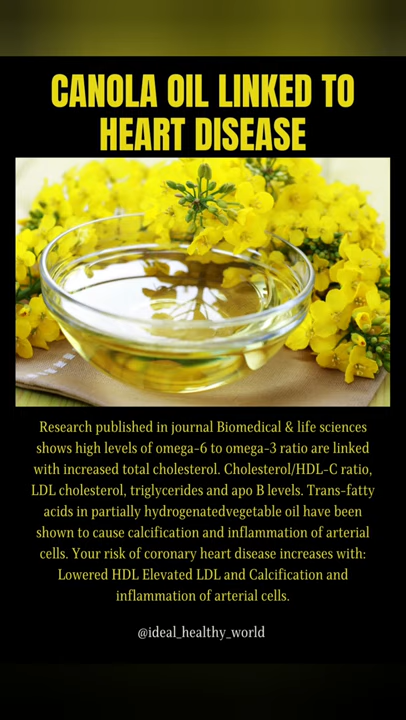 CANOLA OIL LINKED TO
HEART DISEASE
Research published in journal Biomedical & life sciences
shows high levels of omega-6 to omega-3 ratio are linked
with increased total cholesterol. Cholesterol/HDL-C ratio,
LDL cholesterol, triglycerides and apo B levels. Trans-fatty
acids in partially hydrogenatedvegetable oil have been
shown to cause calcification and inflammation of arterial
cells. Your risk of coronary heart disease increases with:
Lowered HDL Elevated LDL and Calcification and
inflammation of arterial cells.
@ideal_healthy_world